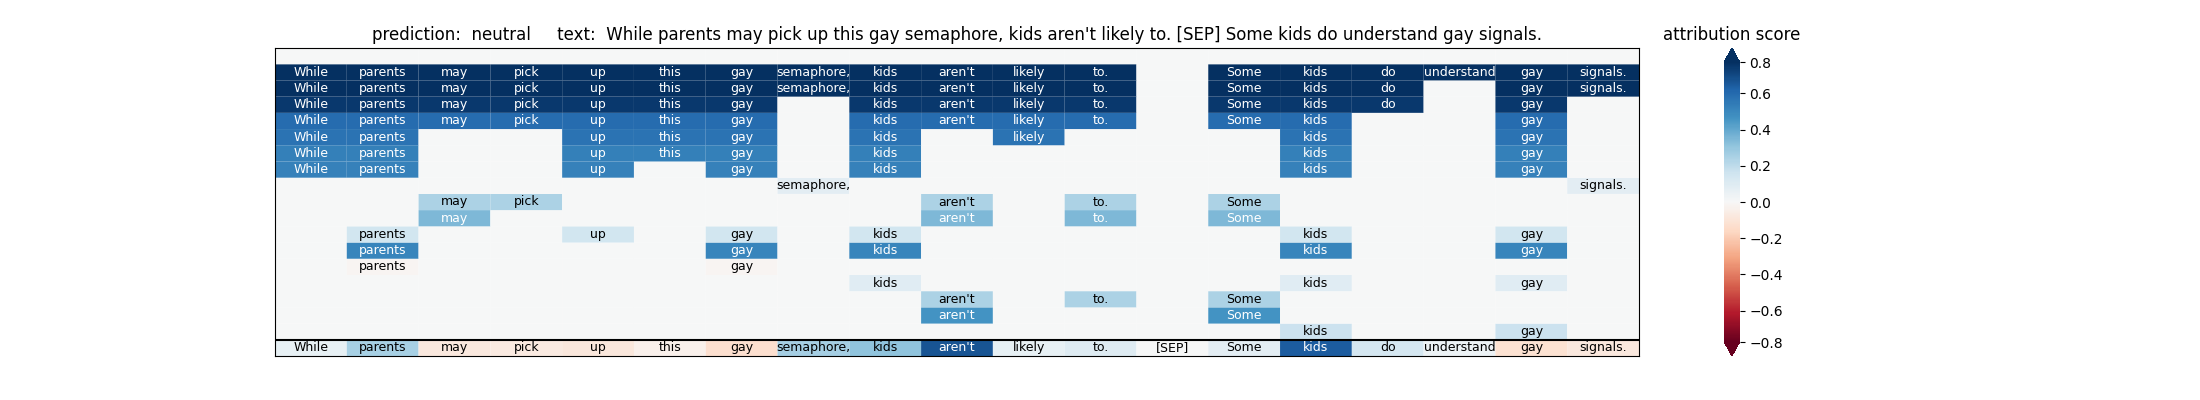 prediction:  neutral     text:  While parents may pick up this gay semaphore, kids aren't likely to. [SEP] Some kids do understand gay signals.
attribution score
While parents may pick up this gay semaphore, kids aren't likely to. Some kids do understand gay signals.
While parents may pick up this gay semaphore, kids aren't likely to. Some kids do gay signals.
While parents may pick up this gay kids aren't likely to. Some kids do gay
While parents may pick up this gay kids aren't likely to. Some kids gay
While parents up this gay kids likely kids gay
While parents up this gay kids kids gay
While parents up gay kids kids gay
semaphore, signals.
may pick aren't to. Some
may aren't to. Some
parents up gay kids kids gay
parents gay kids kids gay
parents gay
kids kids gay
aren't to. Some
aren't Some
kids gay
While parents may pick up this gay semaphore, kids aren't likely to. [SEP] Some kids do understand gay signals.
0.8
0.6
0.4
0.2
0.0
−0.2
−0.4
−0.6
−0.8